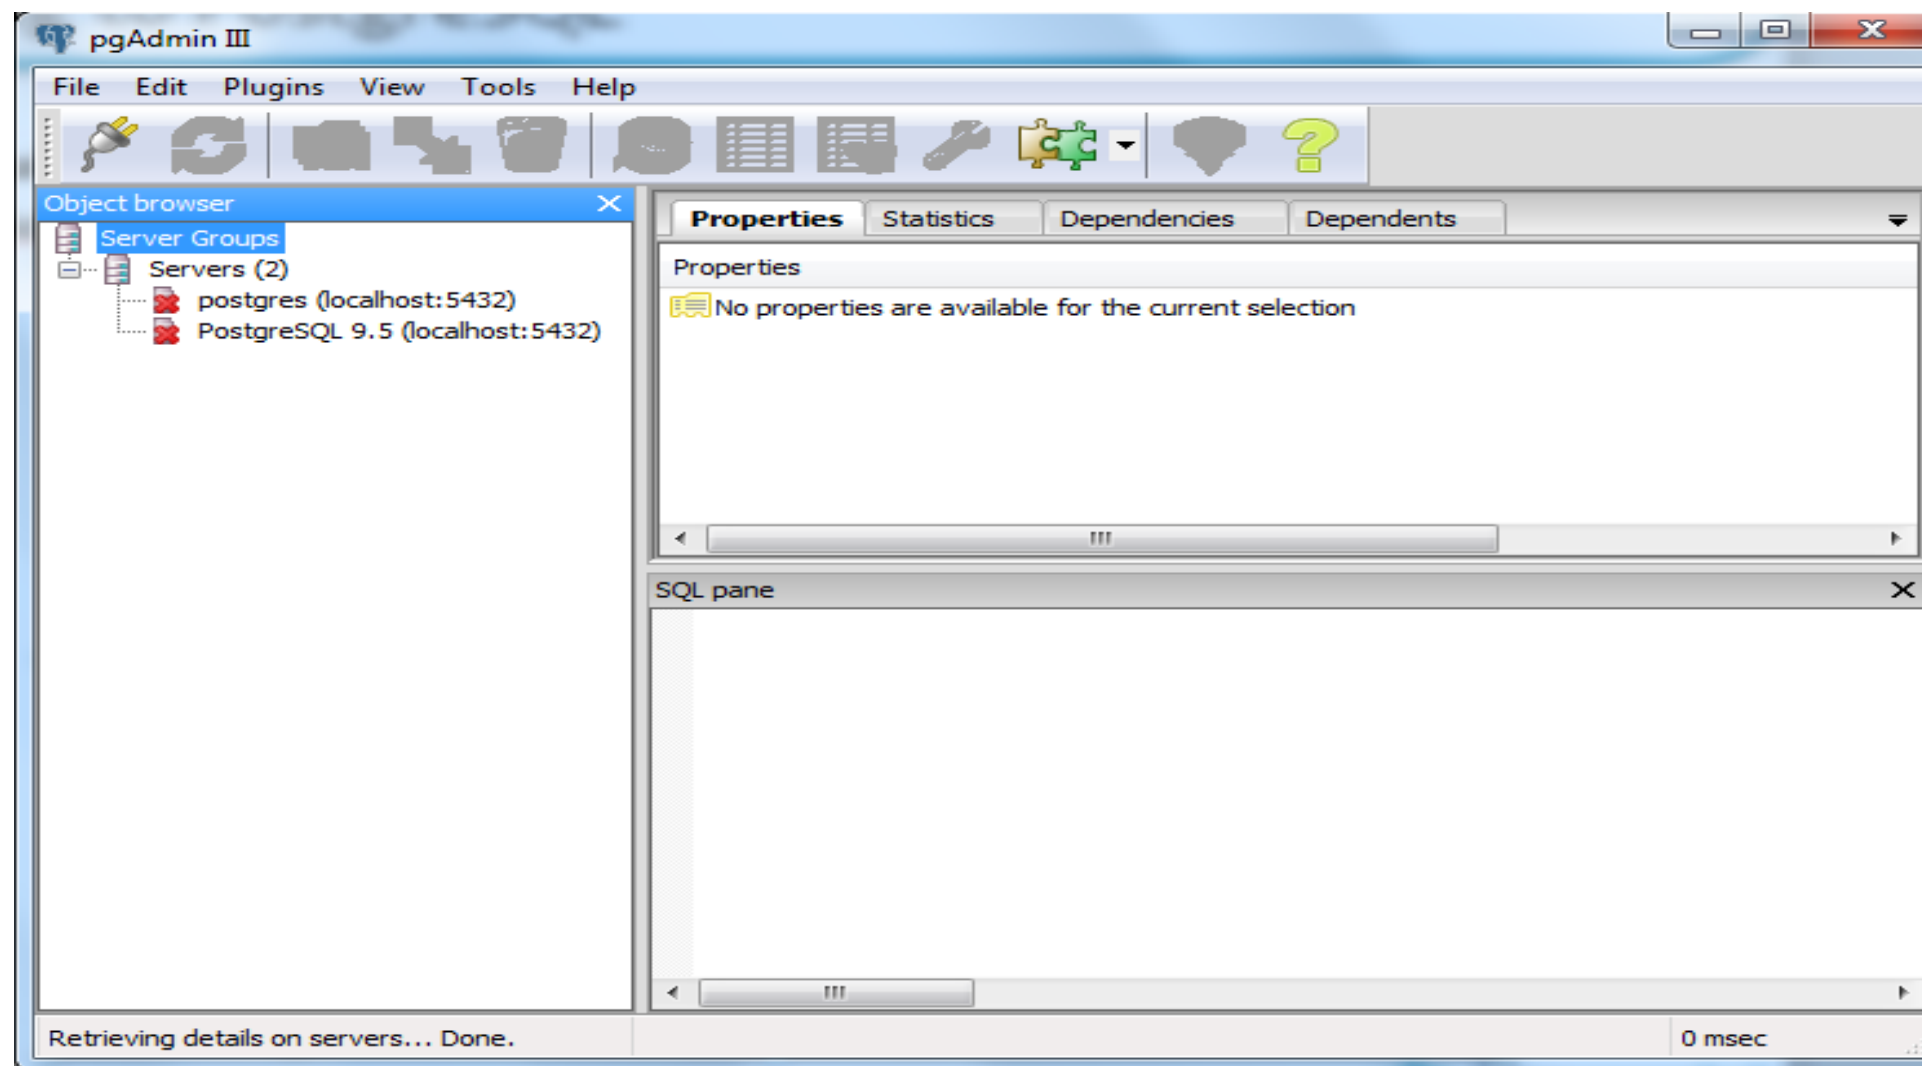 pgAdmin III
File Edit Plugins View Tools Help
Object browser
Server Groups
Servers (2)
postgres (localhost:5432)
PostgreSQL 9.5 (localhost:5432)
Properties Statistics Dependencies Dependents
Properties
No properties are available for the current selection
SQL pane
Retrieving details on servers... Done.
0 msec